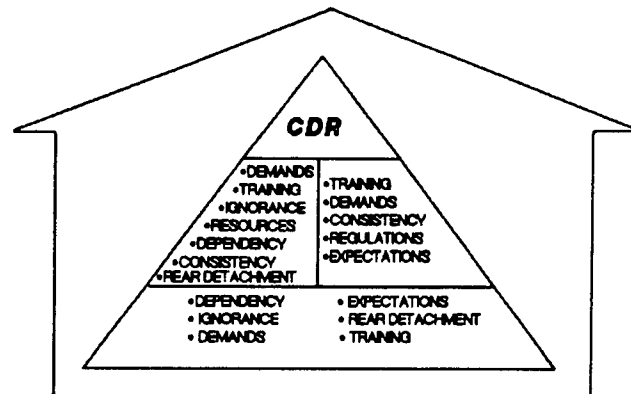 CDR
•DEMANDS
•TRAINING
•IGNORANCE
•RESOURCES
•DEPENDENCY
•CONSISTENCY
•REAR DETACHMENT
•TRAINING
•DEMANDS
•CONSISTENCY
•REGULATIONS
•EXPECTATIONS
• DEPENDENCY
• IGNORANCE
• DEMANDS
• EXPECTATIONS
• REAR DETACHMENT
• TRAINING